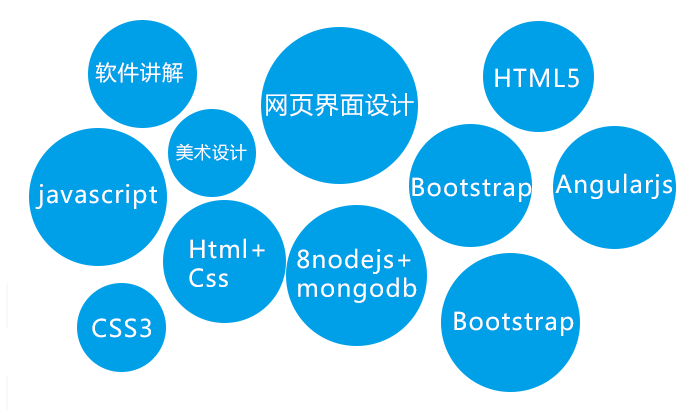 软件讲解
网页界面设计
HTML5
美术设计
javascript
Bootstrap
Angularjs
Html+
Css
8nodejs+
mongodb
CSS3
Bootstrap